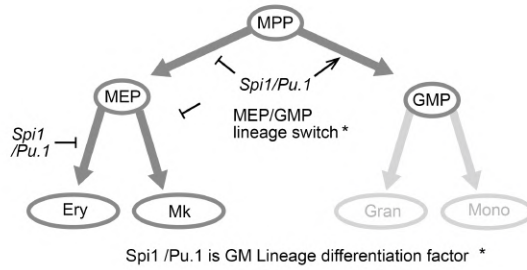 MPP
Spi1/Pu.1
MEP
GMP
MEP/GMP
lineage switch *
Spi1
/Pu.1
Ery
Mk
Gran
Mono
Spi1 /Pu.1 is GM Lineage differentiation factor *